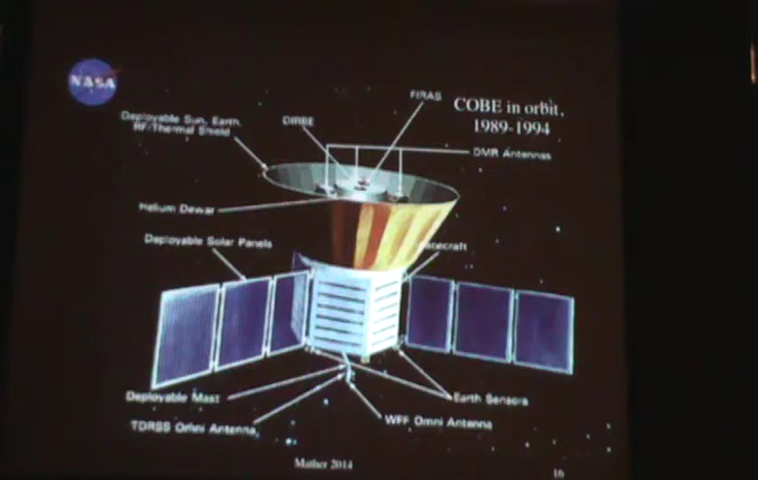 NASA
FIRAS
COBE in orbit,
1989-1994
Deployable Sun, Earth,
RF/Thermal Shield
DIRBE
DMR Antennas
Helium Dewar
Deployable Solar Panels
Deployable Mast
Earth Sensors
TDRSS Omni Antenna
WFF Omni Antenna
Mather 2014
16